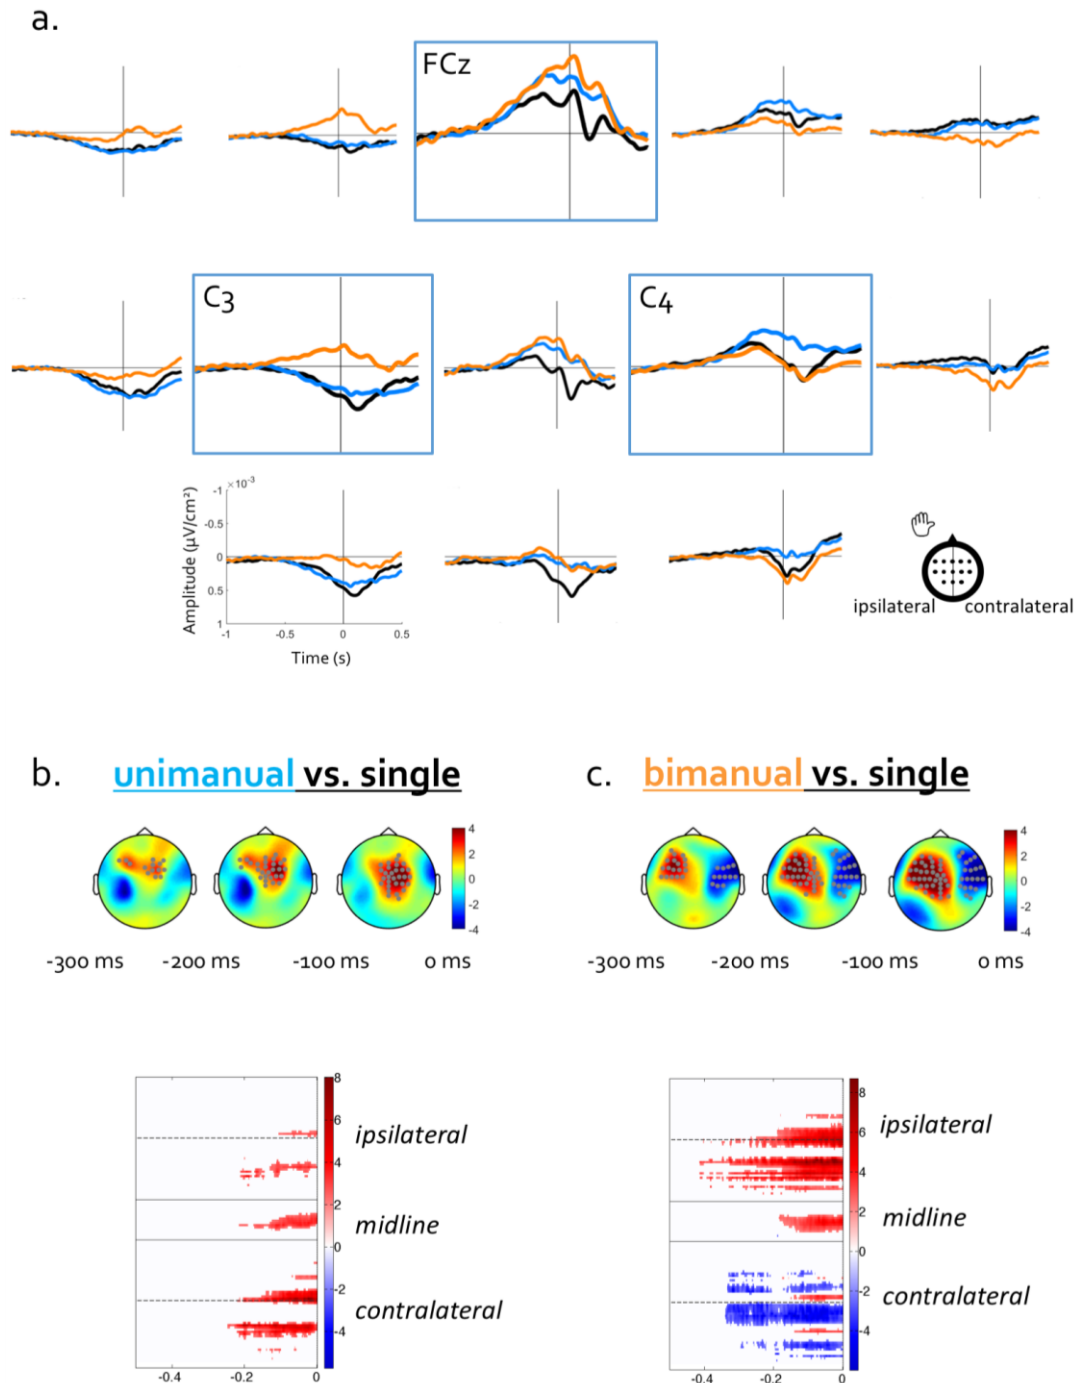 a.
FCz
C3
C4
×10⁻³
-1
-0.5
0
0.5
1
Amplitude (μV/cm²)
-1
-0.5
0
0.5
Time (s)
ipsilateral
contralateral
b.
unimanual vs. single
c.
bimanual vs. single
4
2
0
-2
-4
4
2
0
-2
-4
-300 ms
-200 ms
-100 ms
0 ms
-300 ms
-200 ms
-100 ms
0 ms
8
6
4
2
0
-2
-4
ipsilateral
midline
contralateral
-0.4
-0.2
0
8
6
4
2
0
-2
-4
ipsilateral
midline
contralateral
-0.4
-0.2
0